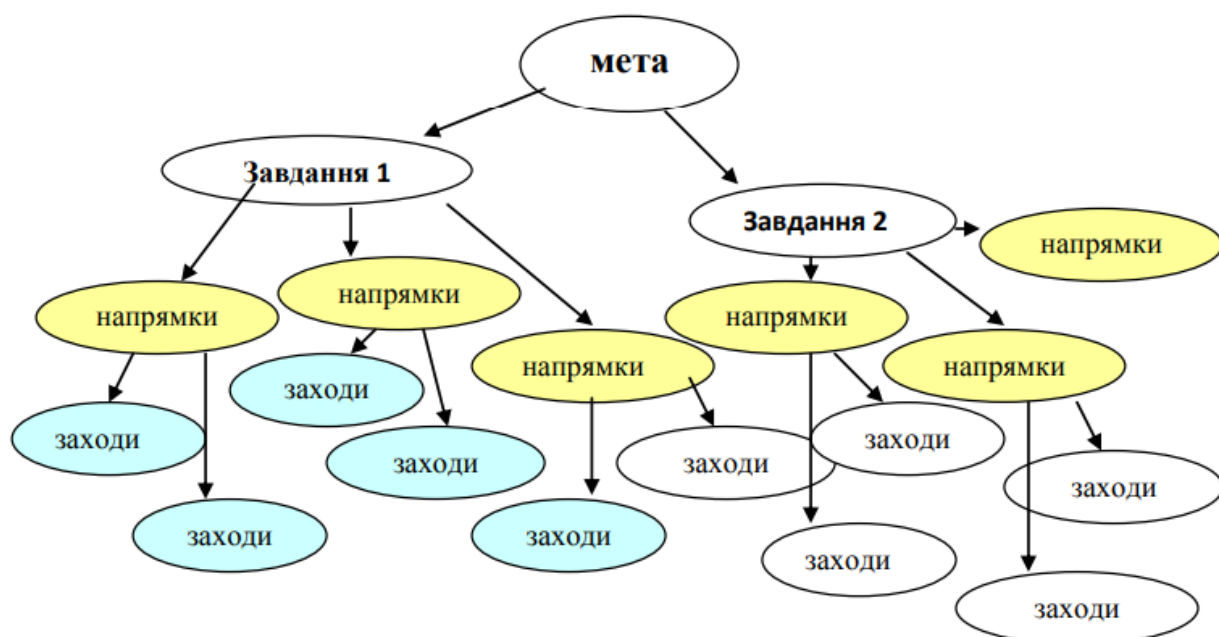 мета
Завдання 1
Завдання 2
напрямки
напрямки
напрямки
напрямки
напрямки
напрямки
заходи
заходи
заходи
заходи
заходи
заходи
заходи
заходи
заходи
заходи